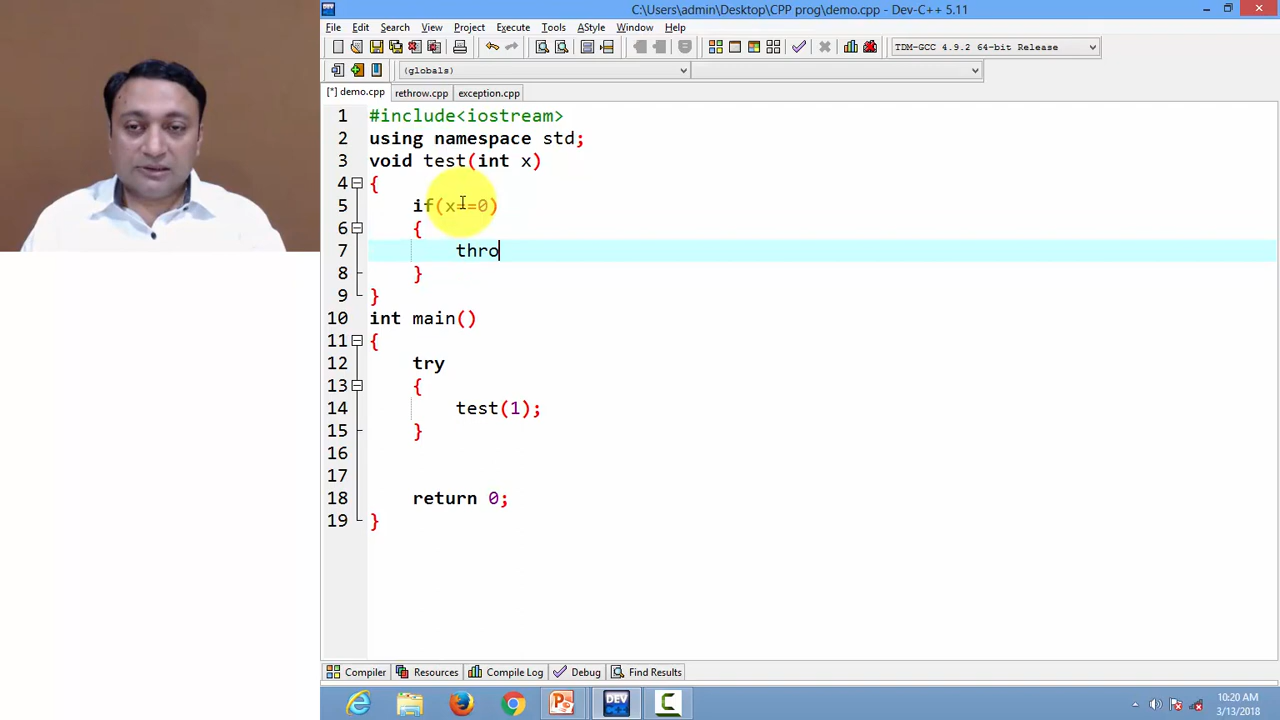 C:\Users\admin\Desktop\CPP prog\demo.cpp - Dev-C++ 5.11
File Edit Search View Project Execute Tools AStyle Window Help
TDM-GCC 4.9.2 64-bit Release
(globals)
[*] demo.cpp rethrow.cpp exception.cpp
1 #include<iostream>
2 using namespace std;
3 void test(int x)
4 {
5 if(x==0)
6 {
7 thro
8 }
9 }
10 int main()
11 {
12 try
13 {
14 test(1);
15 }
16
17
18 return 0;
19 }
Compiler Resources Compile Log Debug Find Results
DEV
10:20 AM
3/13/2018